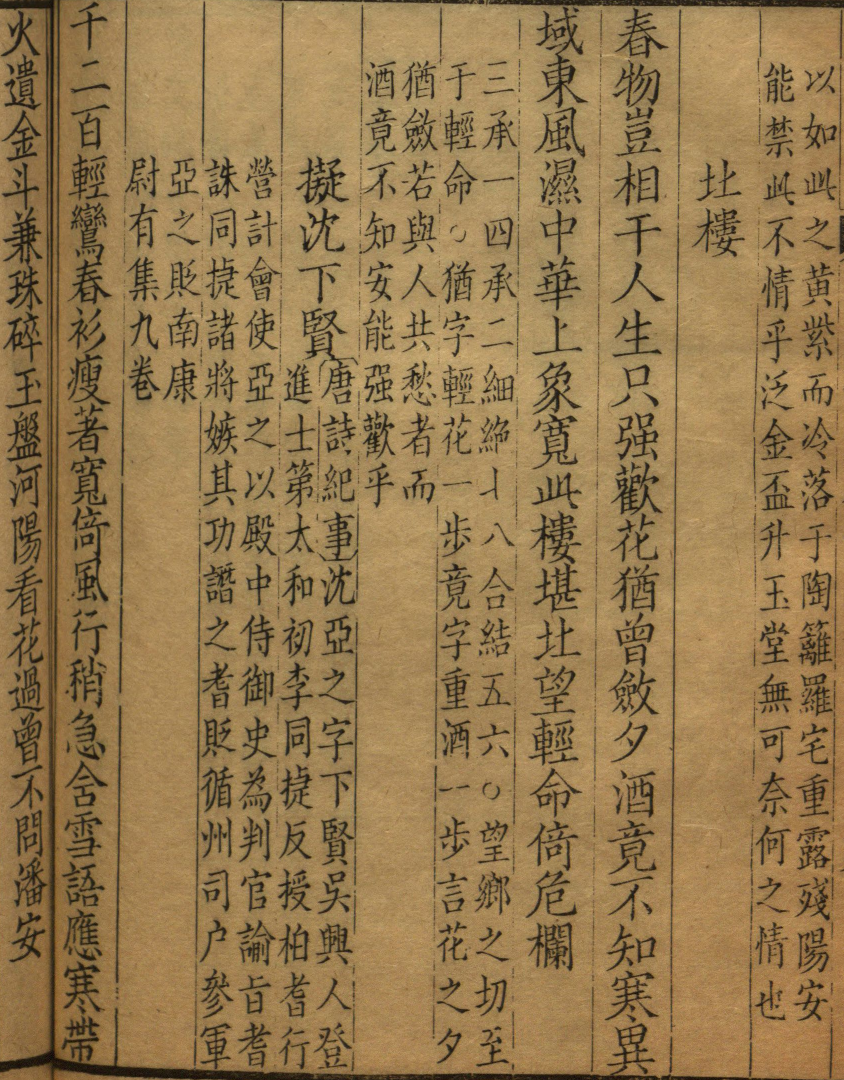 以如此之黄紫而冷落于陶籬羅宅重露殘陽安
能禁此不情乎泛金盃升玉堂無可奈何之情也
北樓
春物豈相干人生只强歡花猶曾斂夕酒竟不知寒異
域東風濕中華上象寛此樓堪北望輕命倚危欄
三承一四承二細絶丬八合結五六○望鄉之切至
于輕命○猶字輕花一步竟字重酒一步言花之夕
猶斂若與人共愁者而
酒竟不知安能强歡乎
擬沈下賢
唐詩紀事沈亞之字下賢吳興人登
進士第太和初李同捷反授柏耆行
營計會使亞之以殿中侍御史為判官諭旨耆
誅同捷諸將嫉其功譖之耆貶循州司户參軍
亞之貶南康
尉有集九卷
千二百輕鸞春衫瘦著寬倚風行稍急含雪語應寒帶
火遺金斗兼珠碎玉盤河陽看花過曾不問潘安